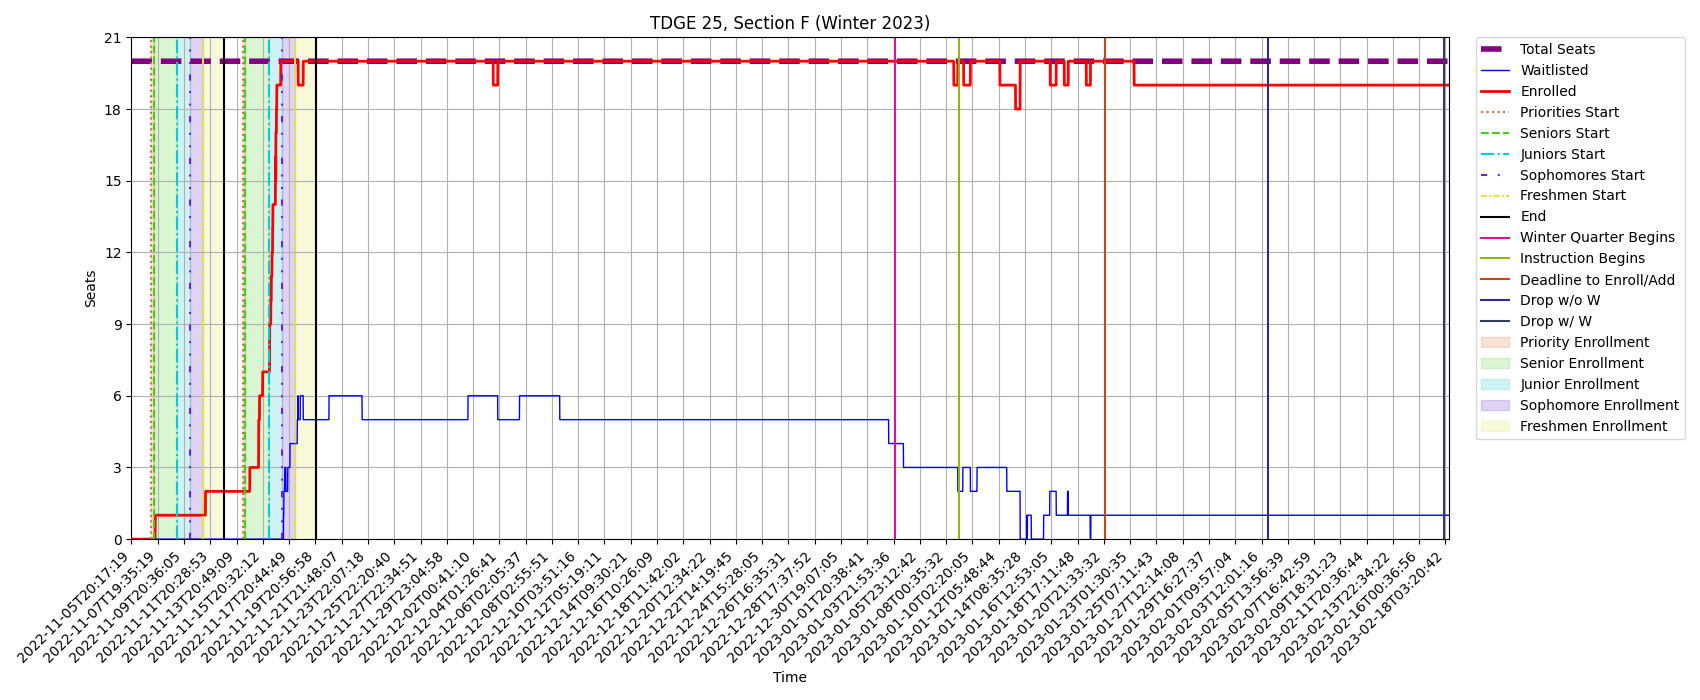 TDGE 25, Section F (Winter 2023)
21
18
15
12
9
6
3
0
Seats
2022-11-05T20:17:19
2022-11-07T19:35:19
2022-11-09T20:36:05
2022-11-11T20:28:53
2022-11-13T20:49:09
2022-11-15T20:32:12
2022-11-17T20:44:49
2022-11-19T20:56:58
2022-11-21T21:48:07
2022-11-23T22:07:18
2022-11-25T22:20:40
2022-11-27T22:34:51
2022-11-29T23:04:58
2022-12-02T00:41:10
2022-12-04T01:26:41
2022-12-06T02:05:37
2022-12-08T02:55:51
2022-12-10T03:51:16
2022-12-12T05:19:11
2022-12-14T09:30:21
2022-12-16T10:26:09
2022-12-18T11:42:02
2022-12-20T12:34:22
2022-12-22T14:19:45
2022-12-24T15:28:05
2022-12-26T16:35:31
2022-12-28T17:37:52
2022-12-30T19:07:05
2023-01-01T20:38:41
2023-01-03T21:53:36
2023-01-05T23:12:42
2023-01-08T00:35:32
2023-01-10T02:20:05
2023-01-12T05:48:44
2023-01-14T08:35:28
2023-01-16T12:53:05
2023-01-18T17:11:48
2023-01-20T21:33:32
2023-01-23T01:30:35
2023-01-25T07:11:43
2023-01-27T12:14:08
2023-01-29T16:27:37
2023-02-01T09:57:04
2023-02-03T12:01:16
2023-02-05T13:56:39
2023-02-07T16:42:59
2023-02-09T18:31:23
2023-02-11T20:36:44
2023-02-13T22:34:22
2023-02-16T00:36:56
2023-02-18T03:20:42
Time
Total Seats
Waitlisted
Enrolled
Priorities Start
Seniors Start
Juniors Start
Sophomores Start
Freshmen Start
End
Winter Quarter Begins
Instruction Begins
Deadline to Enroll/Add
Drop w/o W
Drop w/ W
Priority Enrollment
Senior Enrollment
Junior Enrollment
Sophomore Enrollment
Freshmen Enrollment